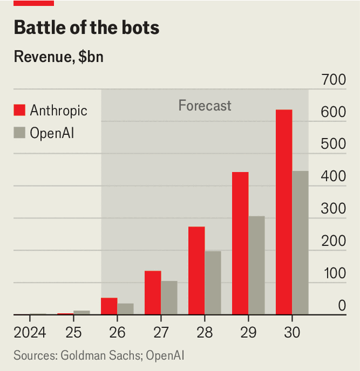 Battle of the bots
Revenue, $bn
Anthropic
OpenAI
Forecast
700
600
500
400
300
200
100
0
2024 25 26 27 28 29 30
Sources: Goldman Sachs; OpenAI